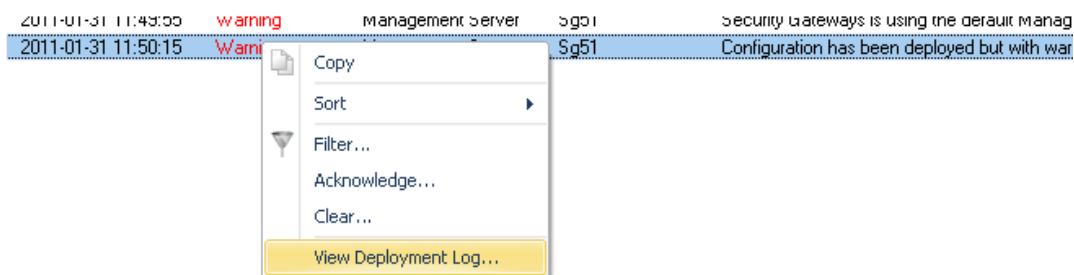 2011-01-31 11:49:55 Warning Management Server Sg51 Security Gateways is using the default Manag
2011-01-31 11:50:15 Warni Sg51 Configuration has been deployed but with war
Copy
Sort
Filter...
Acknowledge...
Clear...
View Deployment Log...